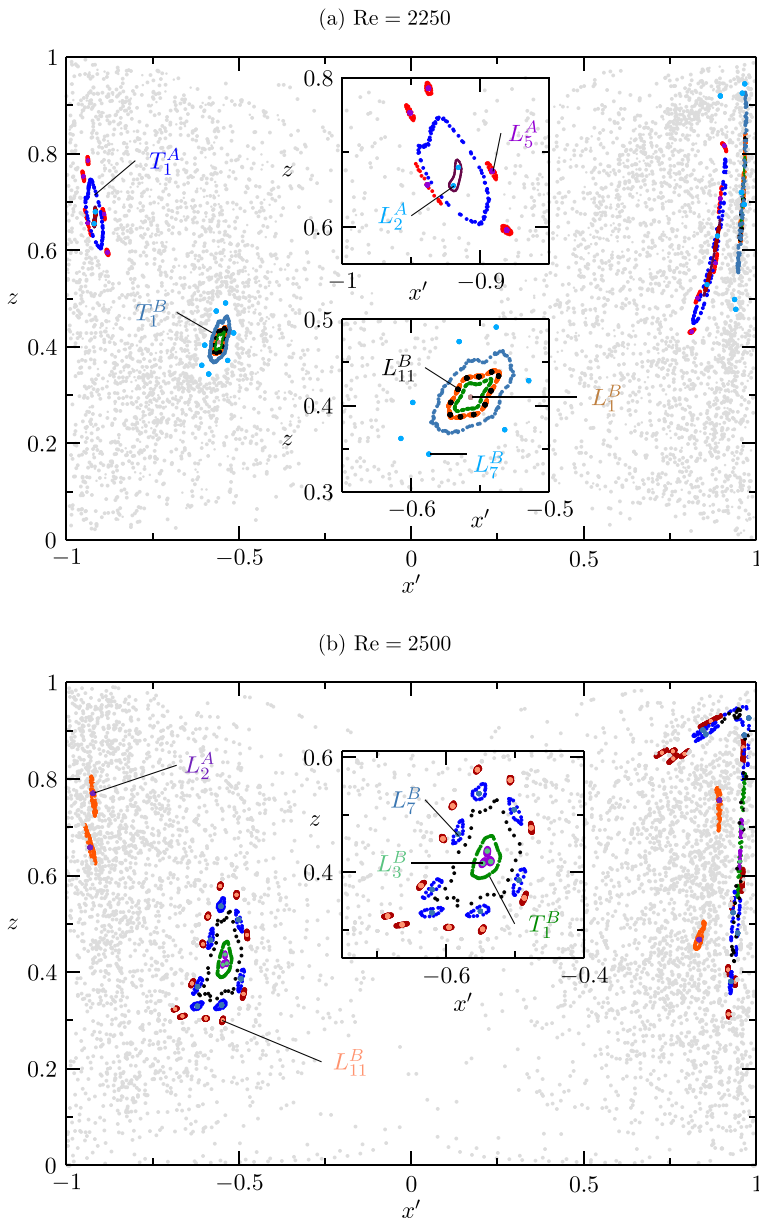 (a) Re = 2250
1
0.8
0.6
0.4
0.2
0
z
−1
−0.5
0
0.5
1
x′
T_1^A
T_1^B
0.8
z
0.6
−1
−0.9
x′
L_5^A
L_2^A
0.5
0.4
z
0.3
−0.6
−0.5
x′
L_11^B
L_1^B
L_7^B
(b) Re = 2500
1
0.8
0.6
0.4
0.2
0
z
−1
−0.5
0
0.5
1
x′
L_2^A
L_11^B
0.6
z
0.4
−0.6
−0.4
x′
L_7^B
L_3^B
T_1^B